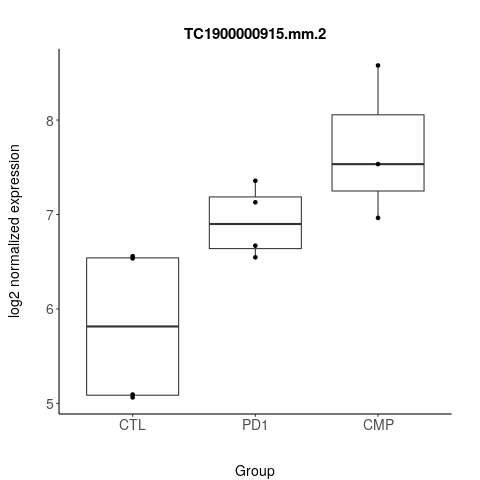 TC1900000915.mm.2
log2 normalized expression
8
7
6
5
CTL PD1 CMP
Group